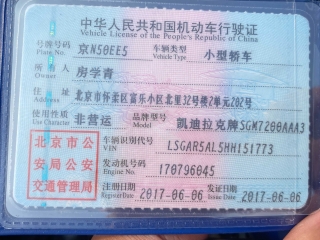 中华人民共和国机动车行驶证
Vehicle License of the People's Republic of China
号牌号码 Plate No. 京N50EE5 车辆类型 Vehicle Type 小型轿车
所有人 Owner 房学青
住址 Address 北京市怀柔区富乐小区北里32号楼2单元202号
使用性质 Use Character 非营运 品牌型号 Model 凯迪拉克牌SGM7200AAA3
北京市公
安局公安
交通管理局
车辆识别代号 VIN LSGAR5AL5HH151773
发动机号码 Engine No. 170796045
注册日期 Register Date 2017-06-06 发证日期 Issue Date 2017-06-06